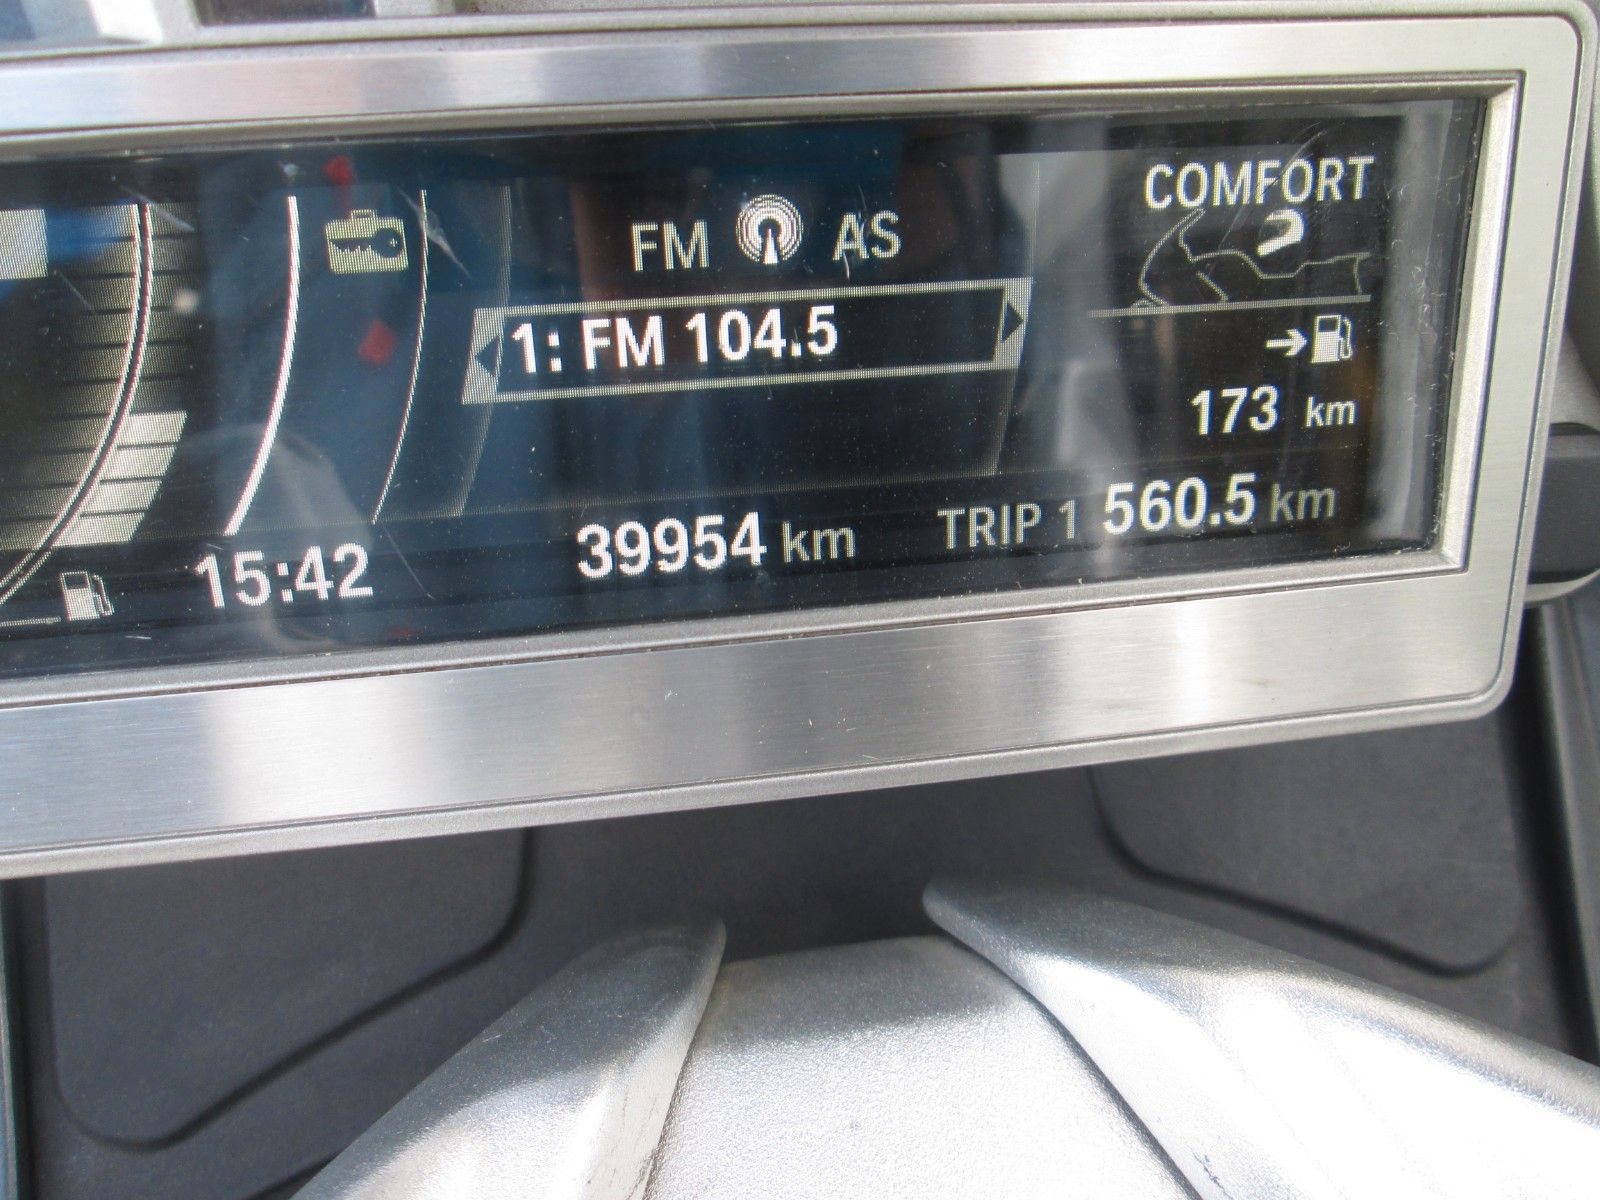 COMFORT
FM AS
1: FM 104.5
173 km
15:42 39954 km TRIP 1 560.5 km